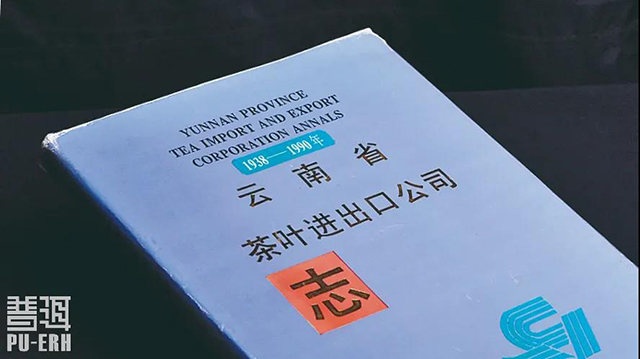 YUNNAN PROVINCE
TEA IMPORT AND EXPORT
CORPORATION ANNALS
1938—1990年
云南省
茶叶进出口公司
志
普洱
PU-ERH